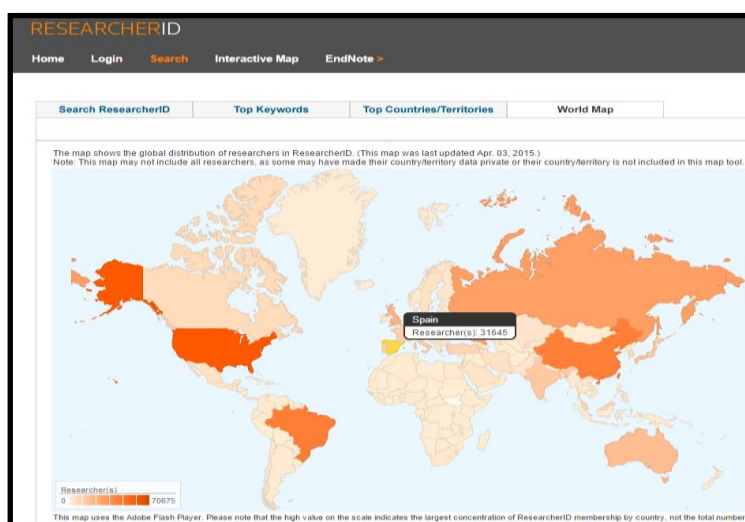 RESEARCHERID
Home Login Search Interactive Map EndNote >
Search ResearcherID Top Keywords Top Countries/Territories World Map
The map shows the global distribution of researchers in ResearcherID. (This map was last updated Apr. 03, 2015.)
Note: This map may not include all researchers, as some may have made their country/territory data private or their country/territory is not included in this map tool.
Spain
Researcher(s): 31645
Researcher(s)
0 70675
This map uses the Adobe Flash Player. Please note that the high value on the scale indicates the largest concentration of ResearcherID membership by country, not the total number